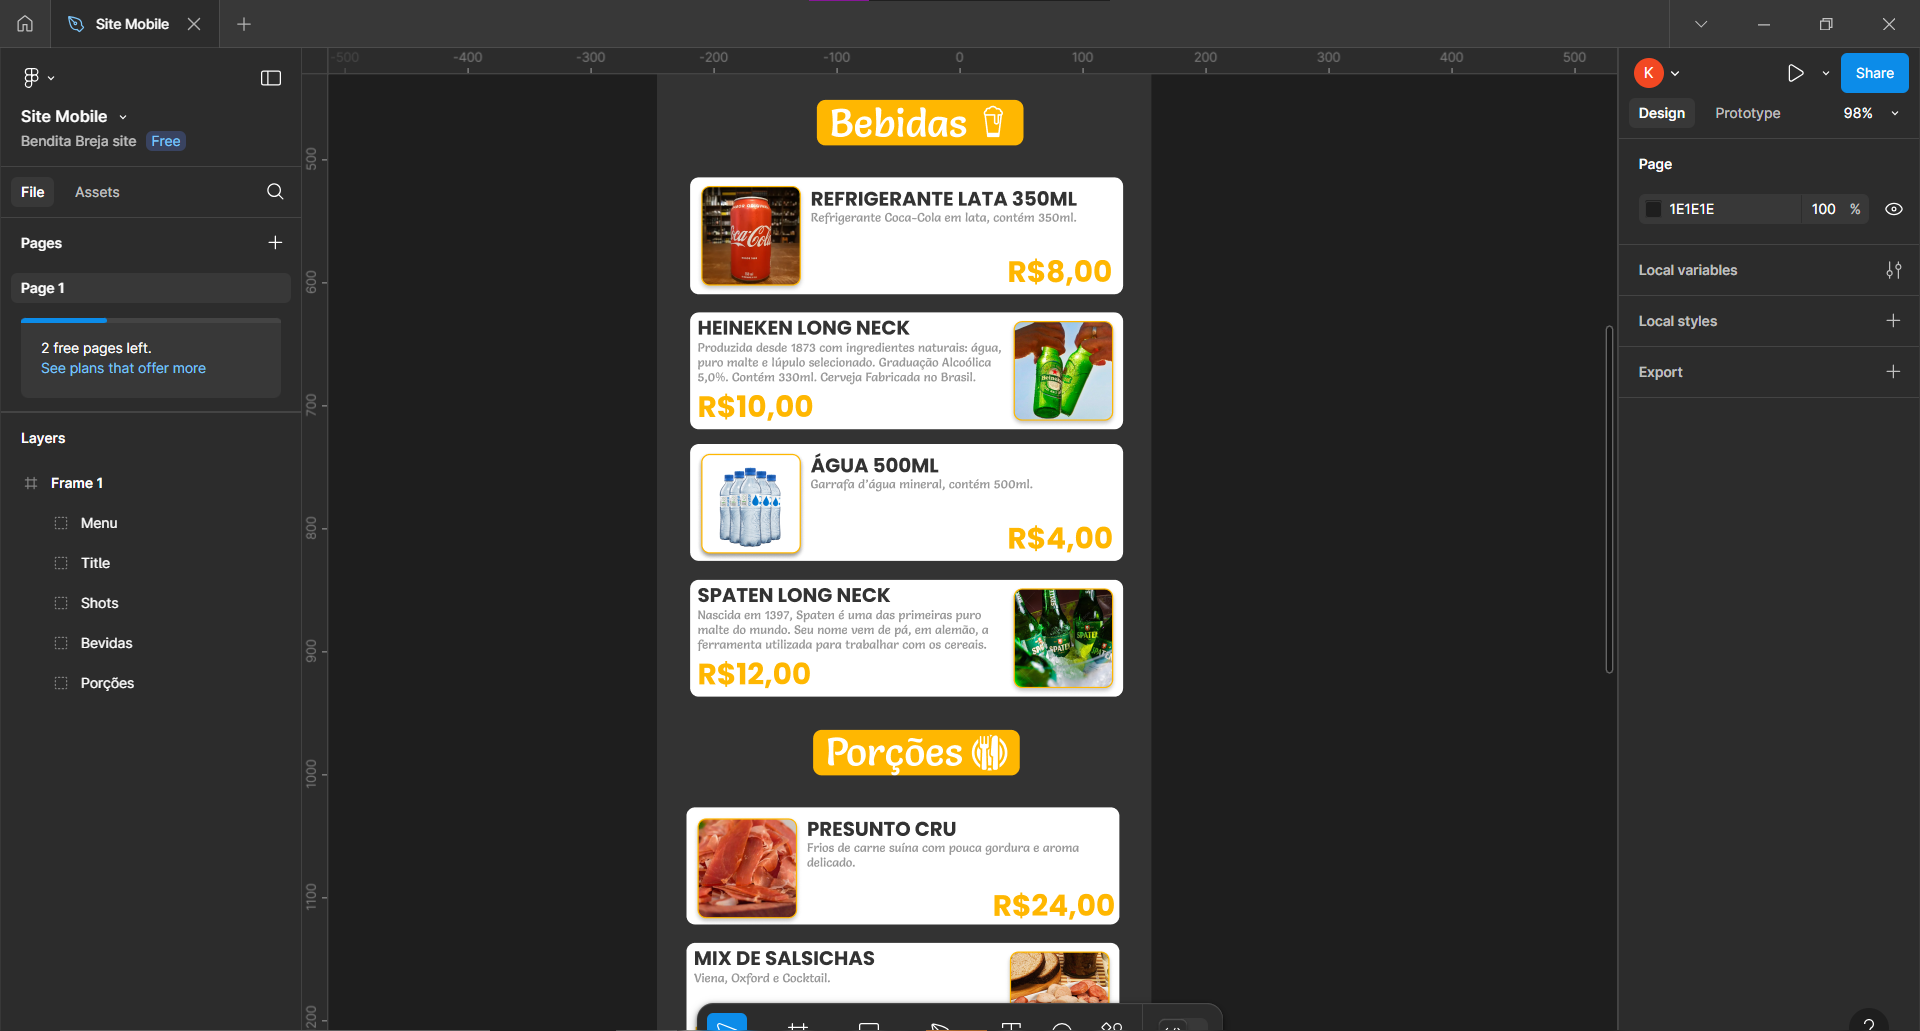 Site Mobile
-500 -400 -300 -200 -100 0 100 200 300 400 500
Site Mobile
Bendita Breja site Free
File Assets
Pages
Page 1
2 free pages left.
See plans that offer more
Layers
Frame 1
Menu
Title
Shots
Bevidas
Porções
500
600
700
800
900
1000
1100
200
Bebidas
REFRIGERANTE LATA 350ML
Refrigerante Coca-Cola em lata, contém 350ml.
R$8,00
HEINEKEN LONG NECK
Produzida desde 1873 com ingredientes naturais: água,
puro malte e lúpulo selecionado. Graduação Alcoólica
5,0%. Contém 330ml. Cerveja Fabricada no Brasil.
R$10,00
ÁGUA 500ML
Garrafa d'água mineral, contém 500ml.
R$4,00
SPATEN LONG NECK
Nascida em 1397, Spaten é uma das primeiras puro
malte do mundo. Seu nome vem de pá, em alemão, a
ferramenta utilizada para trabalhar com os cereais.
R$12,00
Porções
PRESUNTO CRU
Frios de carne suína com pouca gordura e aroma
delicado.
R$24,00
MIX DE SALSICHAS
Viena, Oxford e Cocktail.
K
Share
Design Prototype 98%
Page
1E1E1E 100 %
Local variables
Local styles
Export
?